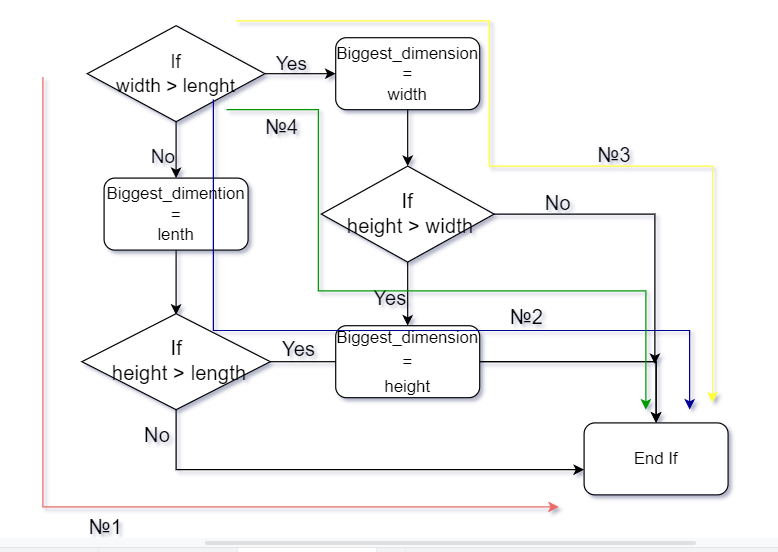 If
width > lenght
Yes
Biggest_dimension
=
width
№4
№3
No
Biggest_dimention
=
lenth
If
height > width
No
Yes
№2
If
height > length
Yes
Biggest_dimension
=
height
No
End If
№1